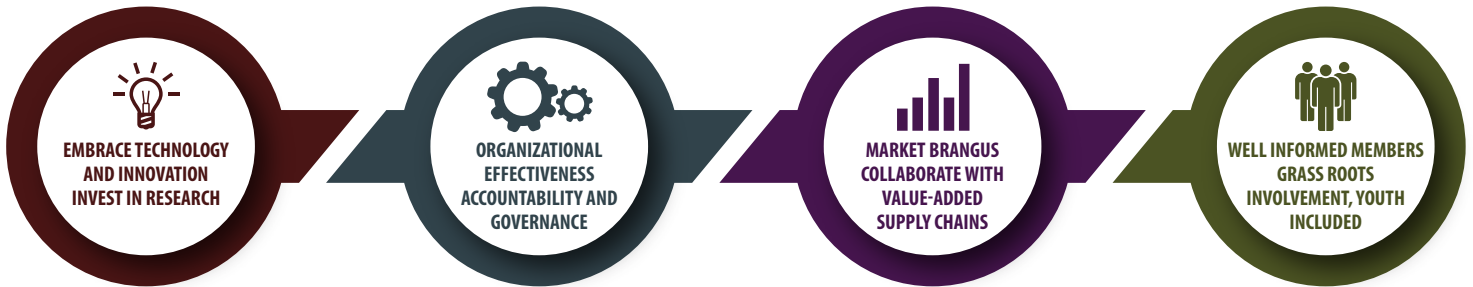 EMBRACE TECHNOLOGY
AND INNOVATION
INVEST IN RESEARCH
ORGANIZATIONAL
EFFECTIVENESS
ACCOUNTABILITY AND
GOVERNANCE
MARKET BRANGUS
COLLABORATE WITH
VALUE-ADDED
SUPPLY CHAINS
WELL INFORMED MEMBERS
GRASS ROOTS
INVOLVEMENT, YOUTH
INCLUDED